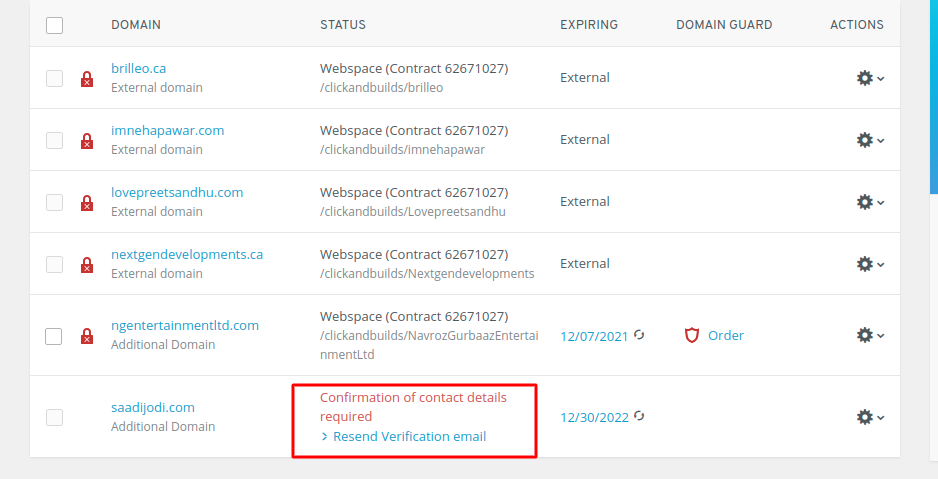 DOMAIN STATUS EXPIRING DOMAIN GUARD ACTIONS
brilleo.ca Webspace (Contract 62671027) External
External domain /clickandbuilds/brilleo
imnehapawar.com Webspace (Contract 62671027) External
External domain /clickandbuilds/imnehapawar
lovepreetsandhu.com Webspace (Contract 62671027) External
External domain /clickandbuilds/Lovepreetsandhu
nextgendevelopments.ca Webspace (Contract 62671027) External
External domain /clickandbuilds/Nextgendevelopments
Webspace (Contract 62671027)
ngentertainmentltd.com /clickandbuilds/NavrozGurbaazEntertai 12/07/2021 Order
Additional Domain nmentLtd
Confirmation of contact details
saadijodi.com required 12/30/2022
Additional Domain > Resend Verification email